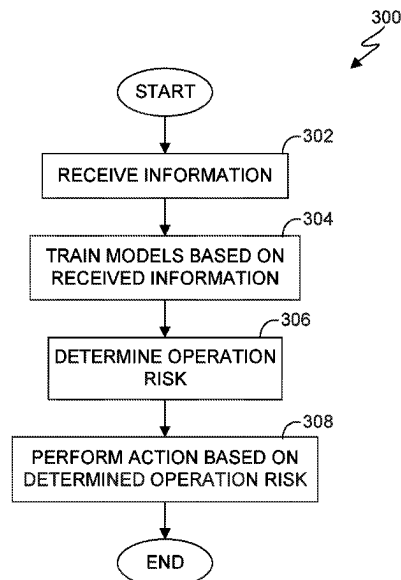 300
START
302
RECEIVE INFORMATION
304
TRAIN MODELS BASED ON
RECEIVED INFORMATION
306
DETERMINE OPERATION
RISK
308
PERFORM ACTION BASED ON
DETERMINED OPERATION RISK
END